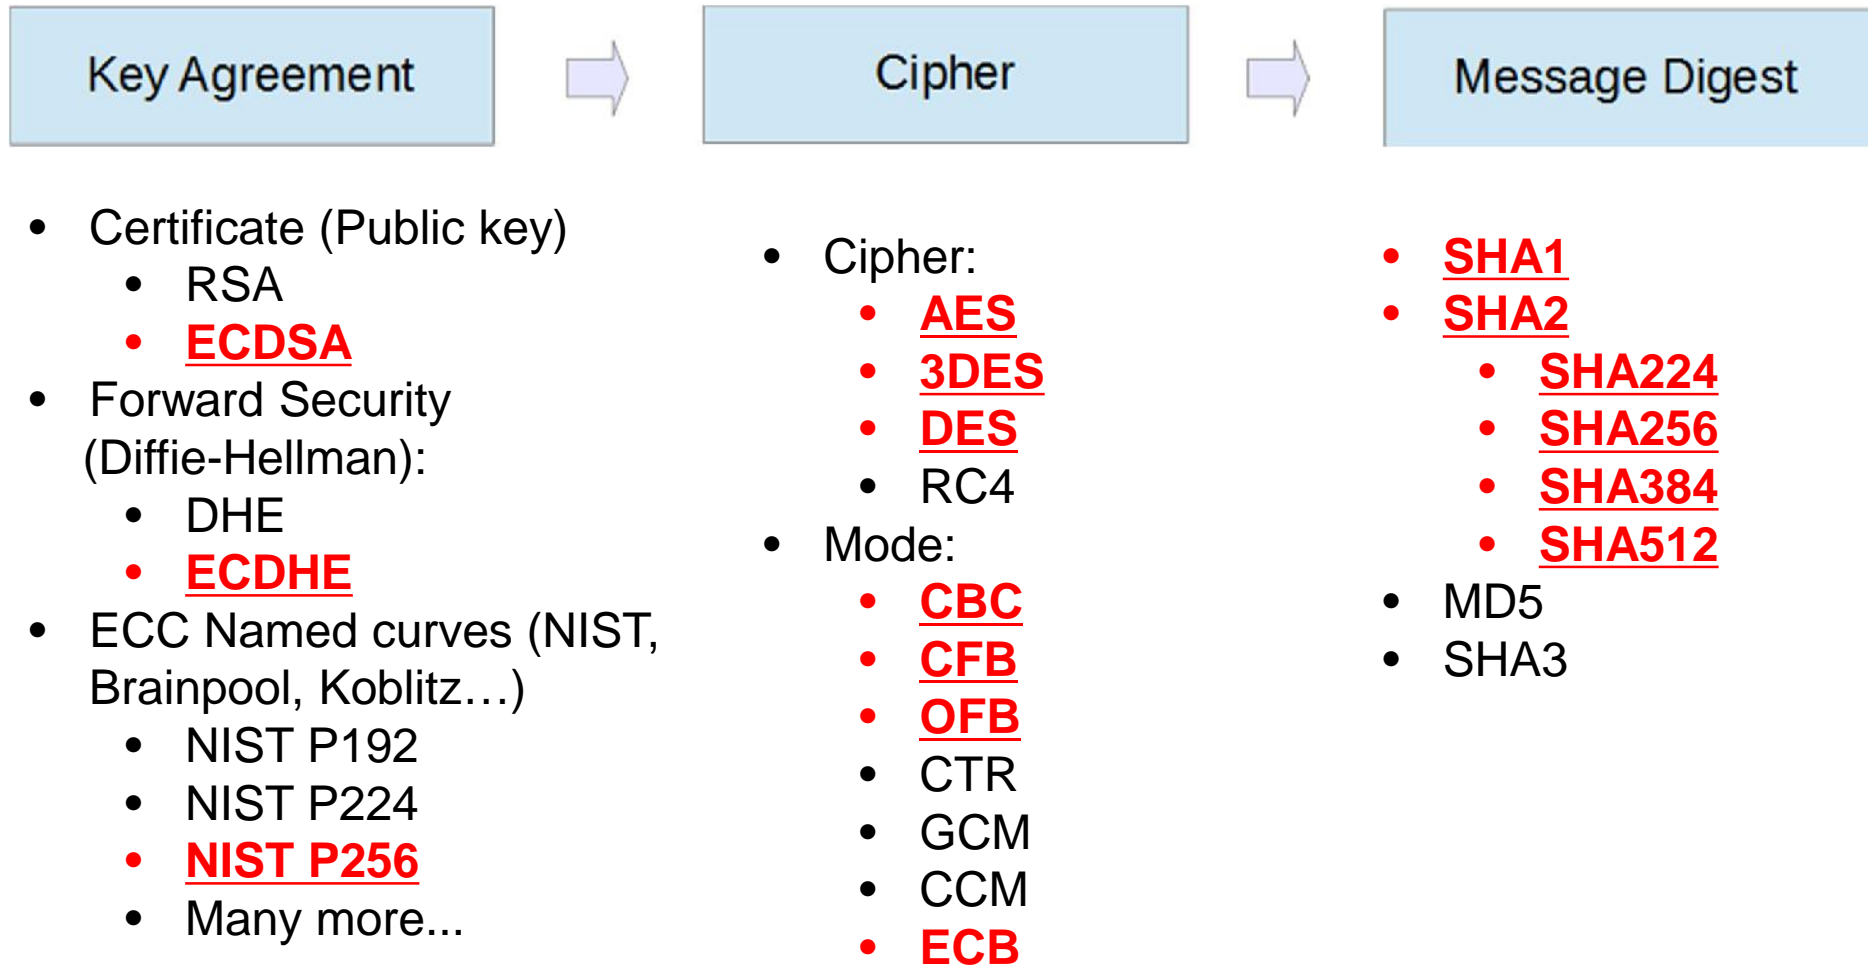 Key Agreement
Cipher
Message Digest
• Certificate (Public key)
• RSA
• ECDSA
• Forward Security
(Diffie-Hellman):
• DHE
• ECDHE
• ECC Named curves (NIST,
Brainpool, Koblitz…)
• NIST P192
• NIST P224
• NIST P256
• Many more...
• Cipher:
• AES
• 3DES
• DES
• RC4
• Mode:
• CBC
• CFB
• OFB
• CTR
• GCM
• CCM
• ECB
• SHA1
• SHA2
• SHA224
• SHA256
• SHA384
• SHA512
• MD5
• SHA3